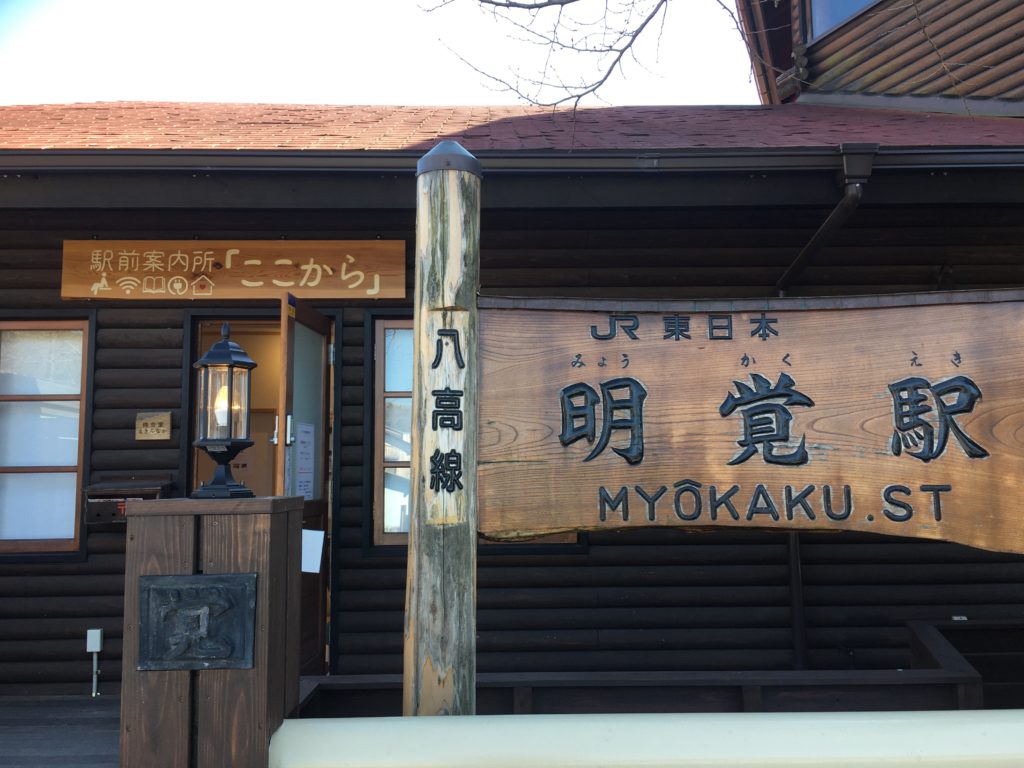 駅前案内所「ここから」
八高線
JR東日本
みょう かく えき
明覚駅
MYŌKAKU.ST
覚